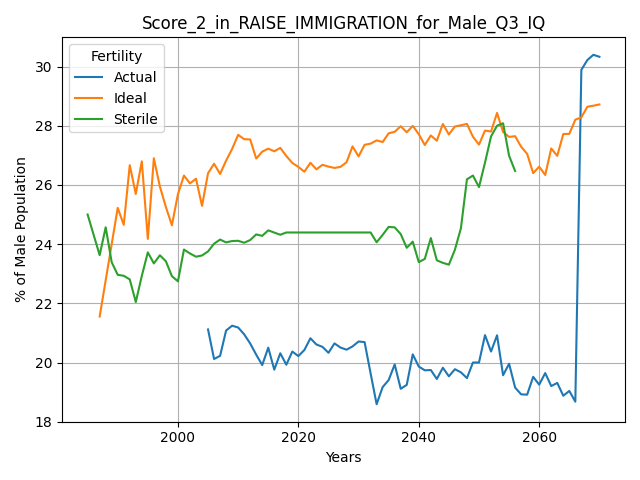 Score_2_in_RAISE_IMMIGRATION_for_Male_Q3_IQ
Fertility
Actual
Ideal
Sterile
% of Male Population
30
28
26
24
22
20
18
2000
2020
2040
2060
Years